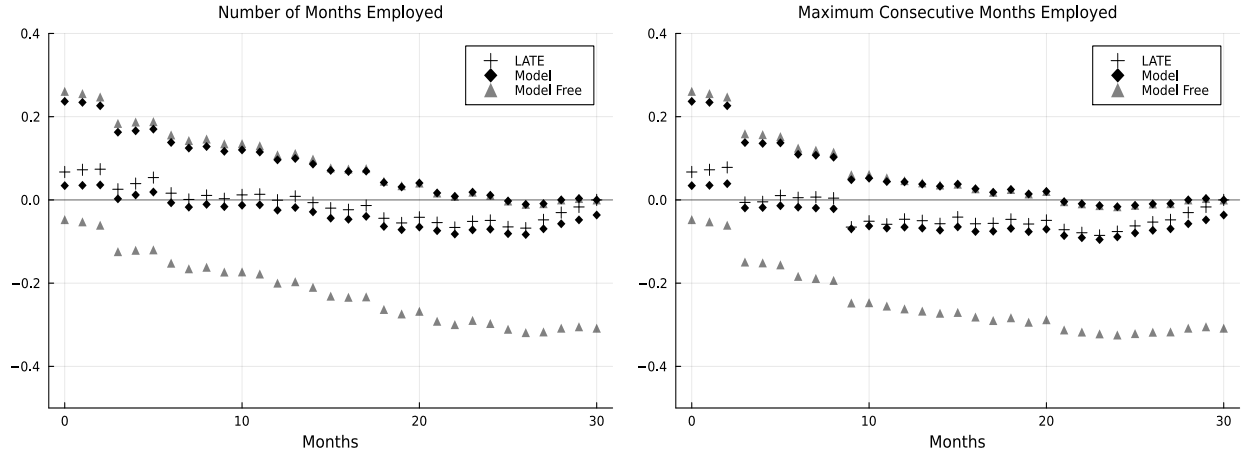 Number of Months Employed
0.4
0.2
0.0
−0.2
−0.4
0
10
20
30
Months
LATE
Model
Model Free
Maximum Consecutive Months Employed
0.4
0.2
0.0
−0.2
−0.4
0
10
20
30
Months
LATE
Model
Model Free